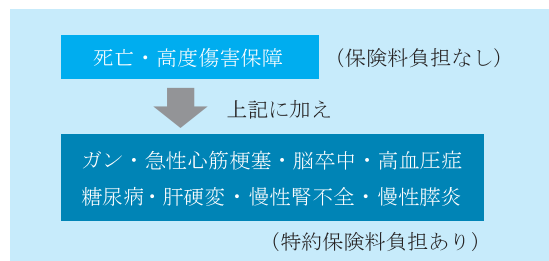 死亡・高度傷害保障 （保険料負担なし）
上記に加え
ガン・急性心筋梗塞・脳卒中・高血圧症
糖尿病・肝硬変・慢性腎不全・慢性膵炎
（特約保険料負担あり）